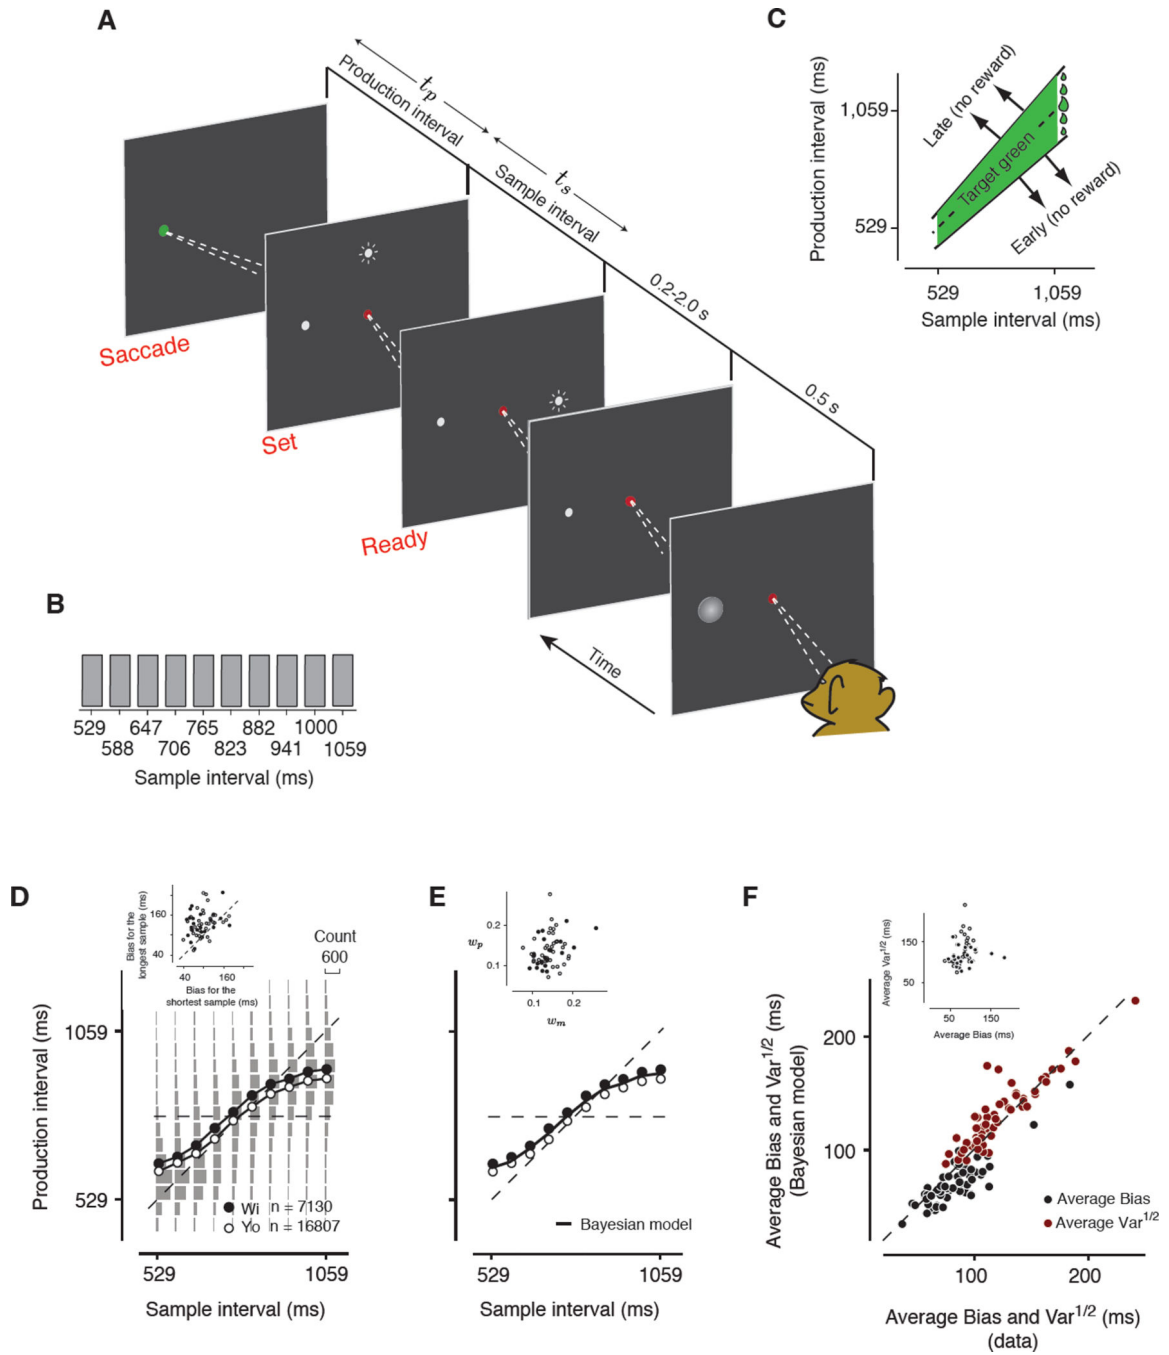 A
Production interval
t_p
Sample interval
t_s
0.2-2.0 s
0.5 s
Saccade
Set
Ready
Time
B
529 647 765 882 1000
588 706 823 941 1059
Sample interval (ms)
C
Production interval (ms)
1,059
529
Late (no reward)
Target green
Early (no reward)
529 1,059
Sample interval (ms)
D
Bias for the
longest sample (ms)
160
40
40 160
Bias for the
shortest sample (ms)
Count
600
Production interval (ms)
1059
529
Wi n = 7130
Yo n = 16807
529 1059
Sample interval (ms)
E
w_p
0.2
0.1
0.1 0.2
w_m
Bayesian model
529 1059
Sample interval (ms)
F
Average Var^1/2 (ms)
150
50
50 150
Average Bias (ms)
Average Bias and Var^1/2 (ms)
(Bayesian model)
200
100
Average Bias
Average Var^1/2
100 200
Average Bias and Var^1/2 (ms)
(data)